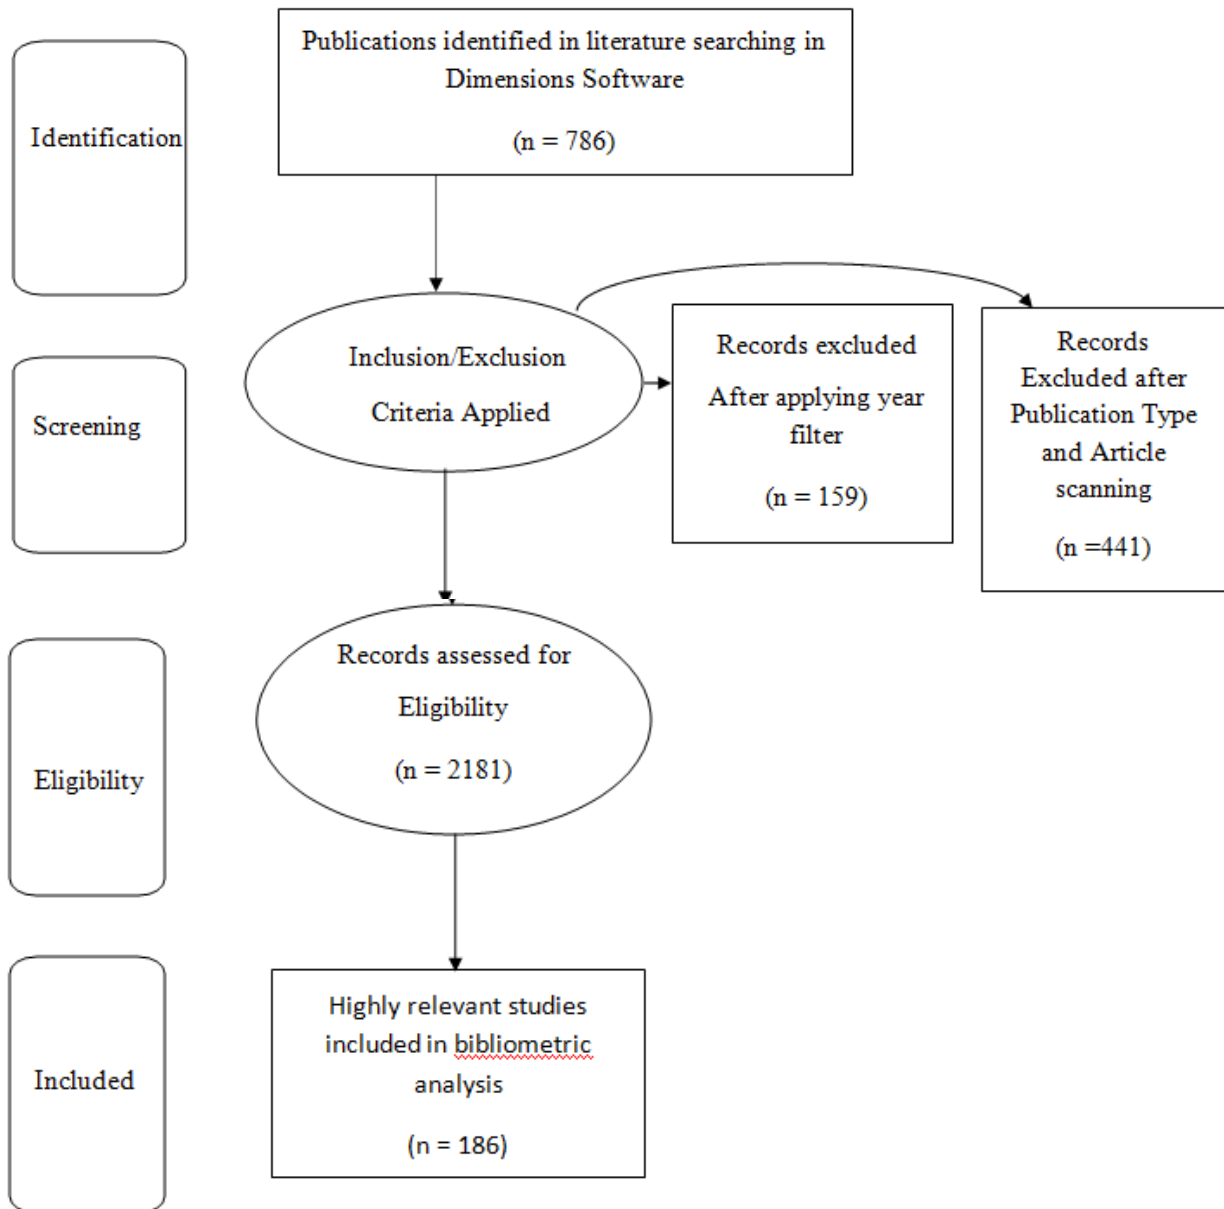 Publications identified in literature searching in
Dimensions Software
(n = 786)
Identification
Inclusion/Exclusion
Criteria Applied
Records excluded
After applying year
filter
(n = 159)
Records
Excluded after
Publication Type
and Article
scanning
(n =441)
Screening
Records assessed for
Eligibility
(n = 2181)
Eligibility
Highly relevant studies
included in bibliometric
analysis
(n = 186)
Included